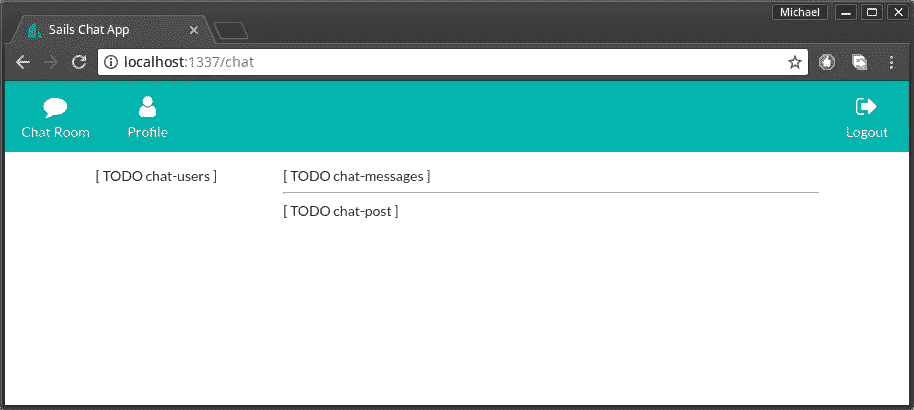 Michael
Sails Chat App
localhost:1337/chat
Chat Room Profile Logout
[ TODO chat-users ] [ TODO chat-messages ]
[ TODO chat-post ]